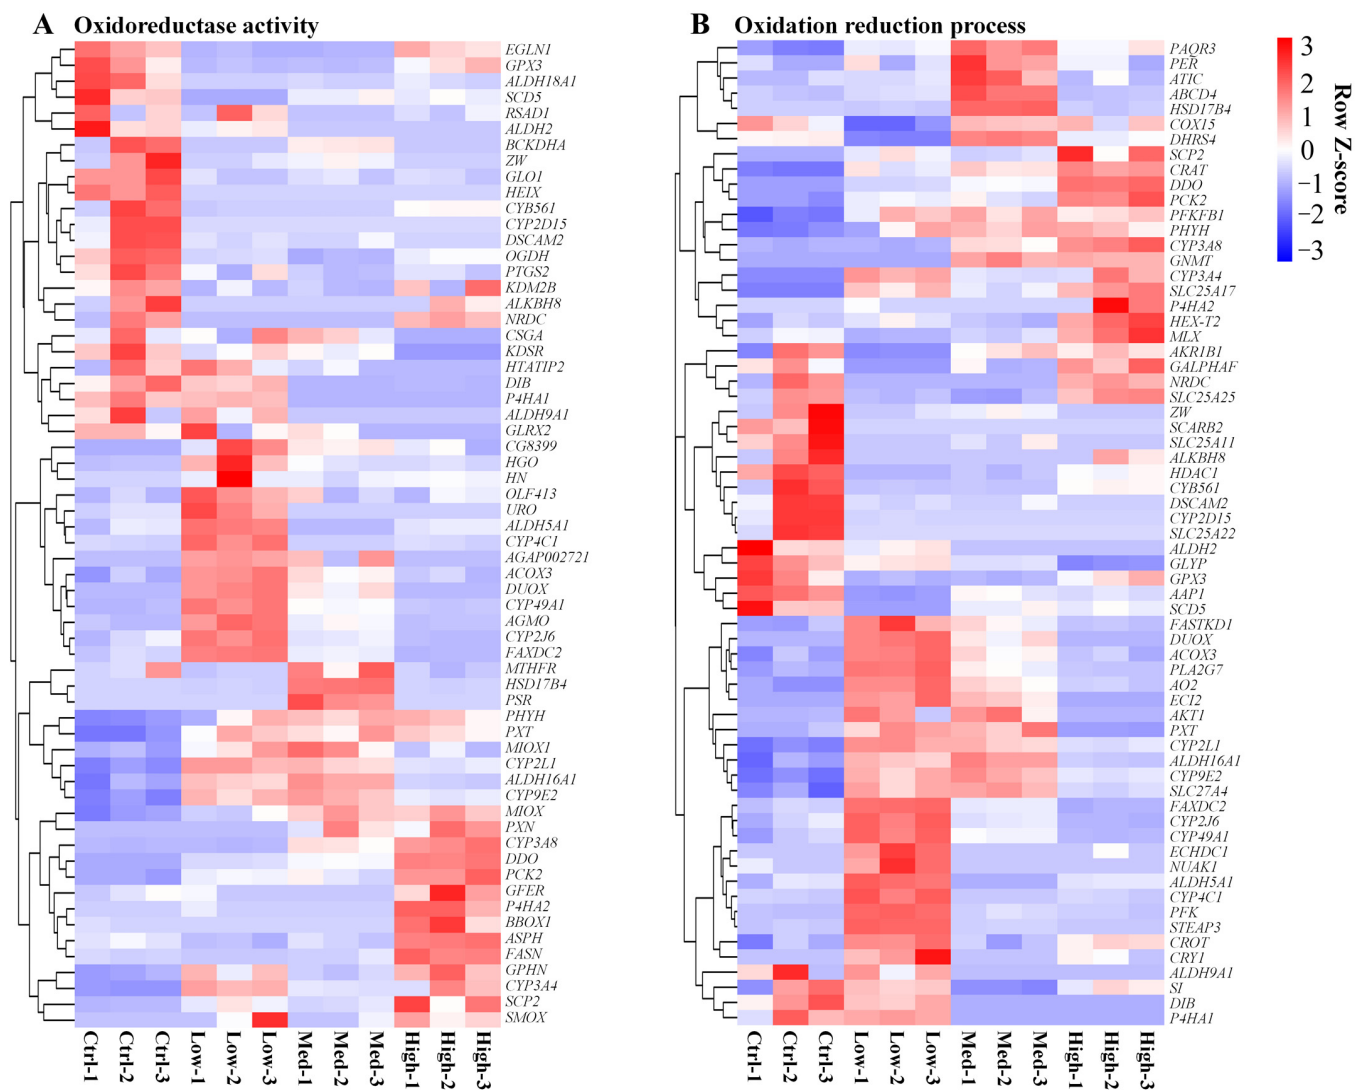 A Oxidoreductase activity
EGLN1
GPX3
ALDH18A1
SCD5
RSAD1
ALDH2
BCKDHA
ZW
GLO1
HEIX
CYB561
CYP2D15
DSCAM2
OGDH
PTGS2
KDM2B
ALKBH8
NRDC
CSGA
KDSR
HTATIP2
DIB
P4HA1
ALDH9A1
GLRX2
CG8399
HGO
HN
OLF413
URO
ALDH5A1
CYP4C1
AGAP002721
ACOX3
DUOX
CYP49A1
AGMO
CYP2J6
FAXDC2
MTHFR
HSD17B4
PSR
PHYH
PXT
MIOX1
CYP2L1
ALDH16A1
CYP9E2
MIOX
PXN
CYP3A8
DDO
PCK2
GFER
P4HA2
BBOX1
ASPH
FASN
GPHN
CYP3A4
SCP2
SMOX
Ctrl-1 Ctrl-2 Ctrl-3 Low-1 Low-2 Low-3 Med-1 Med-2 Med-3 High-1 High-2 High-3
B Oxidation reduction process
PAQR3
PER
ATIC
ABCD4
HSD17B4
COX15
DHRS4
SCP2
CRAT
DDO
PCK2
PFKFB1
PHYH
CYP3A8
GNMT
CYP3A4
SLC25A17
P4HA2
HEX-T2
MLX
AKR1B1
GALPHAF
NRDC
SLC25A25
ZW
SCARB2
SLC25A11
ALKBH8
HDAC1
CYB561
DSCAM2
CYP2D15
SLC25A22
ALDH2
GLYP
GPX3
AAP1
SCD5
FASTKD1
DUOX
ACOX3
PLA2G7
AO2
ECI2
AKT1
PXT
CYP2L1
ALDH16A1
CYP9E2
SLC27A4
FAXDC2
CYP2J6
CYP49A1
ECHDC1
NUAK1
ALDH5A1
CYP4C1
PFK
STEAP3
CROT
CRY1
ALDH9A1
SI
DIB
P4HA1
Ctrl-1 Ctrl-2 Ctrl-3 Low-1 Low-2 Low-3 Med-1 Med-2 Med-3 High-1 High-2 High-3
3
2
1
0
−1
−2
−3
Row Z-score